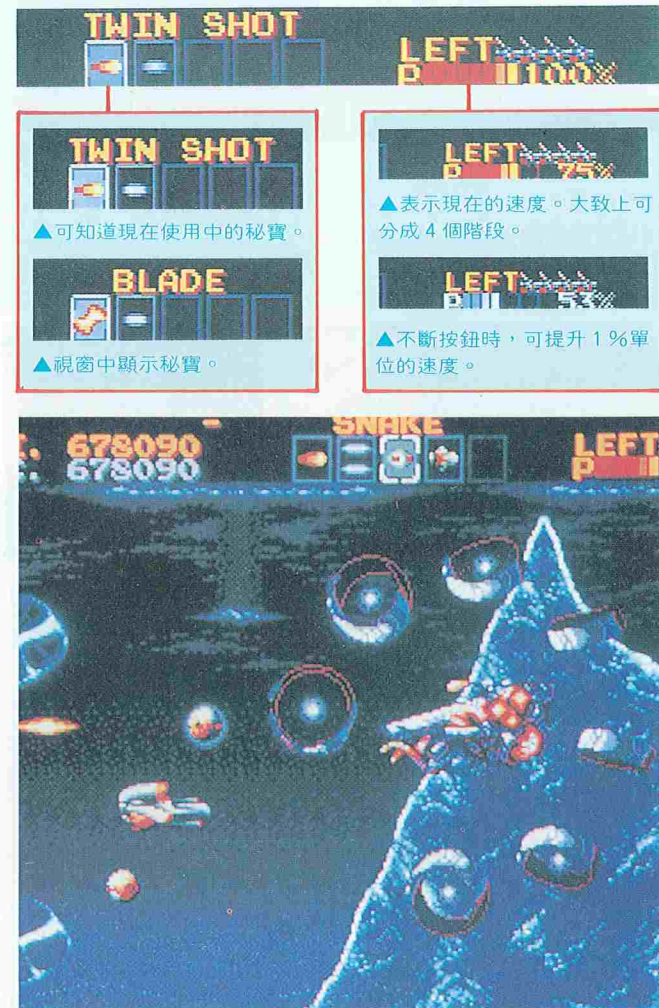 TWIN SHOT
LEFT
P 100%
TWIN SHOT
▲可知道現在使用中的秘寶。
BLADE
▲視窗中顯示秘寶。
LEFT
P 75%
▲表示現在的速度。大致上可
分成4個階段。
LEFT
P 53%
▲不斷按鈕時,可提升1%單
位的速度。
678090
678090
SNAKE
LEFT
P